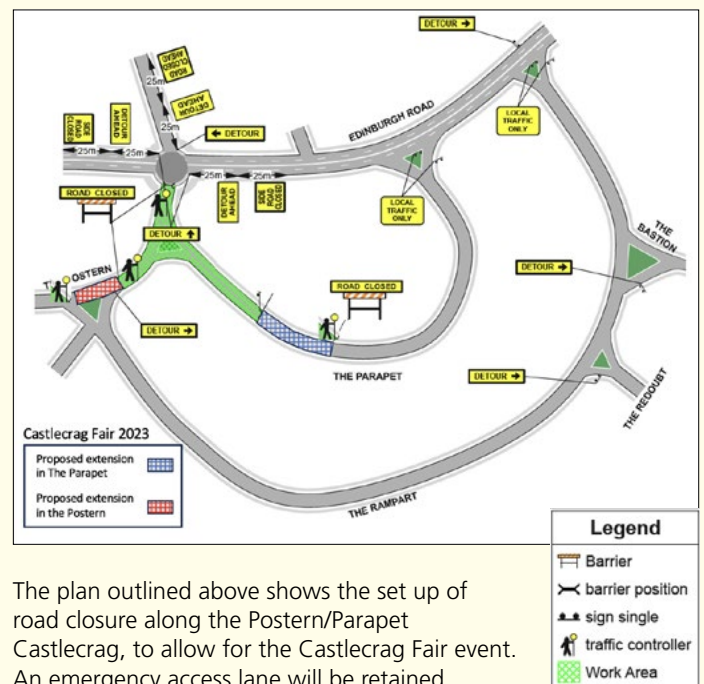 DETOUR →
ROAD CLOSED AHEAD
25m
DETOUR AHEAD
25m
SIDE ROAD CLOSED
DETOUR AHEAD
25m
25m
← DETOUR
EDINBURGH ROAD
LOCAL TRAFFIC ONLY
25m
25m
DETOUR AHEAD
SIDE ROAD CLOSED
ROAD CLOSED
LOCAL TRAFFIC ONLY
DETOUR ↑
THE BASTION
OSTERN
DETOUR →
ROAD CLOSED
DETOUR →
THE PARAPET
DETOUR →
THE REDOUBT
THE RAMPART
Castlecrag Fair 2023
Proposed extension
in The Parapet
Proposed extension
in the Postern
Legend
Barrier
barrier position
sign single
traffic controller
Work Area
The plan outlined above shows the set up of
road closure along the Postern/Parapet
Castlecrag, to allow for the Castlecrag Fair event.
An emergency access lane will be retained